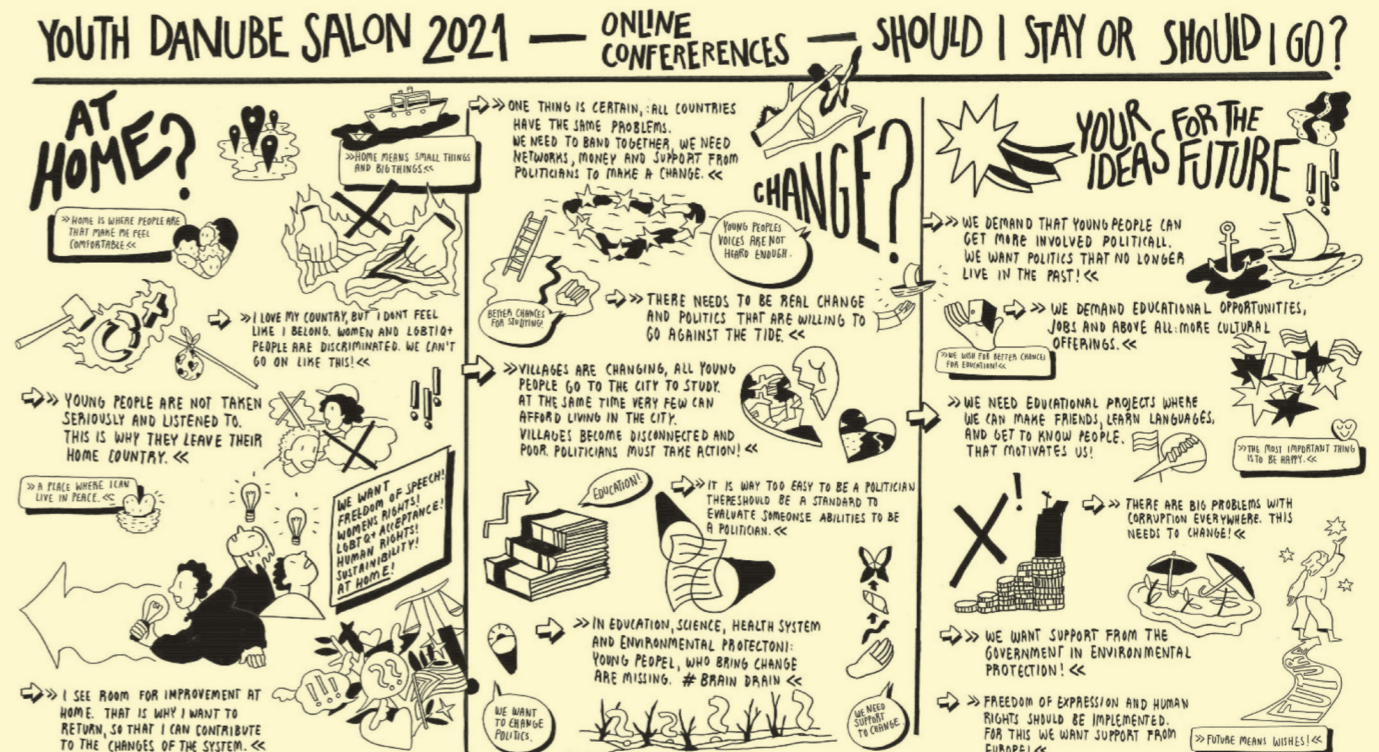 YOUTH DANUBE SALON 2021 — ONLINE CONFERERENCES — SHOULD I STAY OR SHOULD I GO?
AT
HOME?
»HOME MEANS SMALL THINGS
AND BIG THINGS.«
»HOME IS WHERE PEOPLE ARE
THAT MAKE ME FEEL
COMFORTABLE«
»I LOVE MY COUNTRY, BUT I DONT FEEL
LIKE I BELONG. WOMEN AND LGBTIQ+
PEOPLE ARE DISCRIMINATED. WE CAN'T
GO ON LIKE THIS!«
» YOUNG PEOPLE ARE NOT TAKEN
SERIOUSLY AND LISTENED TO.
THIS IS WHY THEY LEAVE THEIR
HOME COUNTRY. «
»A PLACE WHERE I CAN
LIVE IN PEACE.«
WE WANT
FREEDOM OF SPEECH!
WOMENS RIGHTS!
LGBTQ+ ACCEPTANCE!
HUMAN RIGHTS!
SUSTAINIBILITY!
AT HOME!
» I SEE ROOM FOR IMPROVEMENT AT
HOME. THAT IS WHY I WANT TO
RETURN, SO THAT I CAN CONTRIBUTE
TO THE CHANGES OF THE SYSTEM. «
»ONE THING IS CERTAIN,:ALL COUNTRIES
HAVE THE SAME PROBLEMS.
WE NEED TO BAND TOGETHER, WE NEED
NETWORKS, MONEY AND SUPPORT FROM
POLITICIANS TO MAKE A CHANGE. «
CHANGE?
YOUNG PEOPLES
VOICES ARE NOT
HEARD ENOUGH.
BETTER CHANCES
FOR STUDYING!
»THERE NEEDS TO BE REAL CHANGE
AND POLITICS THAT ARE WILLING TO
GO AGAINST THE TIDE. «
»VILLAGES ARE CHANGING, ALL YOUNG
PEOPLE GO TO THE CITY TO STUDY.
AT THE SAME TIME VERY FEW CAN
AFFORD LIVING IN THE CITY.
VILLAGES BECOME DISCONNECTED AND
POOR. POLITICIANS MUST TAKE ACTION! «
EDUCATION!
»IT IS WAY TOO EASY TO BE A POLITICIAN
THERESHOULD BE A STANDARD TO
EVALUATE SOMEONSE ABILITIES TO BE
A POLITICIAN. «
»IN EDUCATION, SCIENCE, HEALTH SYSTEM
AND ENVIRONMENTAL PROTECTONI:
YOUNG PEOPEL, WHO BRING CHANGE
ARE MISSING. # BRAIN DRAIN «
WE WANT
TO CHANGE
POLITICS.
WE NEED
SUPPORT
TO CHANGE.
YOUR IDEAS FOR THE FUTURE
!!!
» WE DEMAND THAT YOUNG PEOPLE CAN
GET MORE INVOLVED POLITICALL.
WE WANT POLITICS THAT NO LONGER
LIVE IN THE PAST! «
» WE DEMAND EDUCATIONAL OPPORTUNITIES,
JOBS AND ABOVE ALL:MORE CULTURAL
OFFERINGS. «
»WE WISH FOR BETTER CHANCES
FOR EDUCATION!«
»WE NEED EDUCATIONAL PROJECTS WHERE
WE CAN MAKE FRIENDS, LEARN LANGUAGES,
AND GET TO KNOW PEOPLE.
THAT MOTIVATES US!
»THE MOST IMPORTANT THING
IS TO BE HAPPY.«
» THERE ARE BIG PROBLEMS WITH
CORRUPTION EVERYWHERE. THIS
NEEDS TO CHANGE!«
» WE WANT SUPPORT FROM THE
GOVERNMENT IN ENVIRONMENTAL
PROTECTION! «
» FREEDOM OF EXPRESSION AND HUMAN
RIGHTS SHOULD BE IMPLEMENTED.
FOR THIS WE WANT SUPPORT FROM
EUROPE! «
FUTURE
»FUTURE MEANS WISHES!«